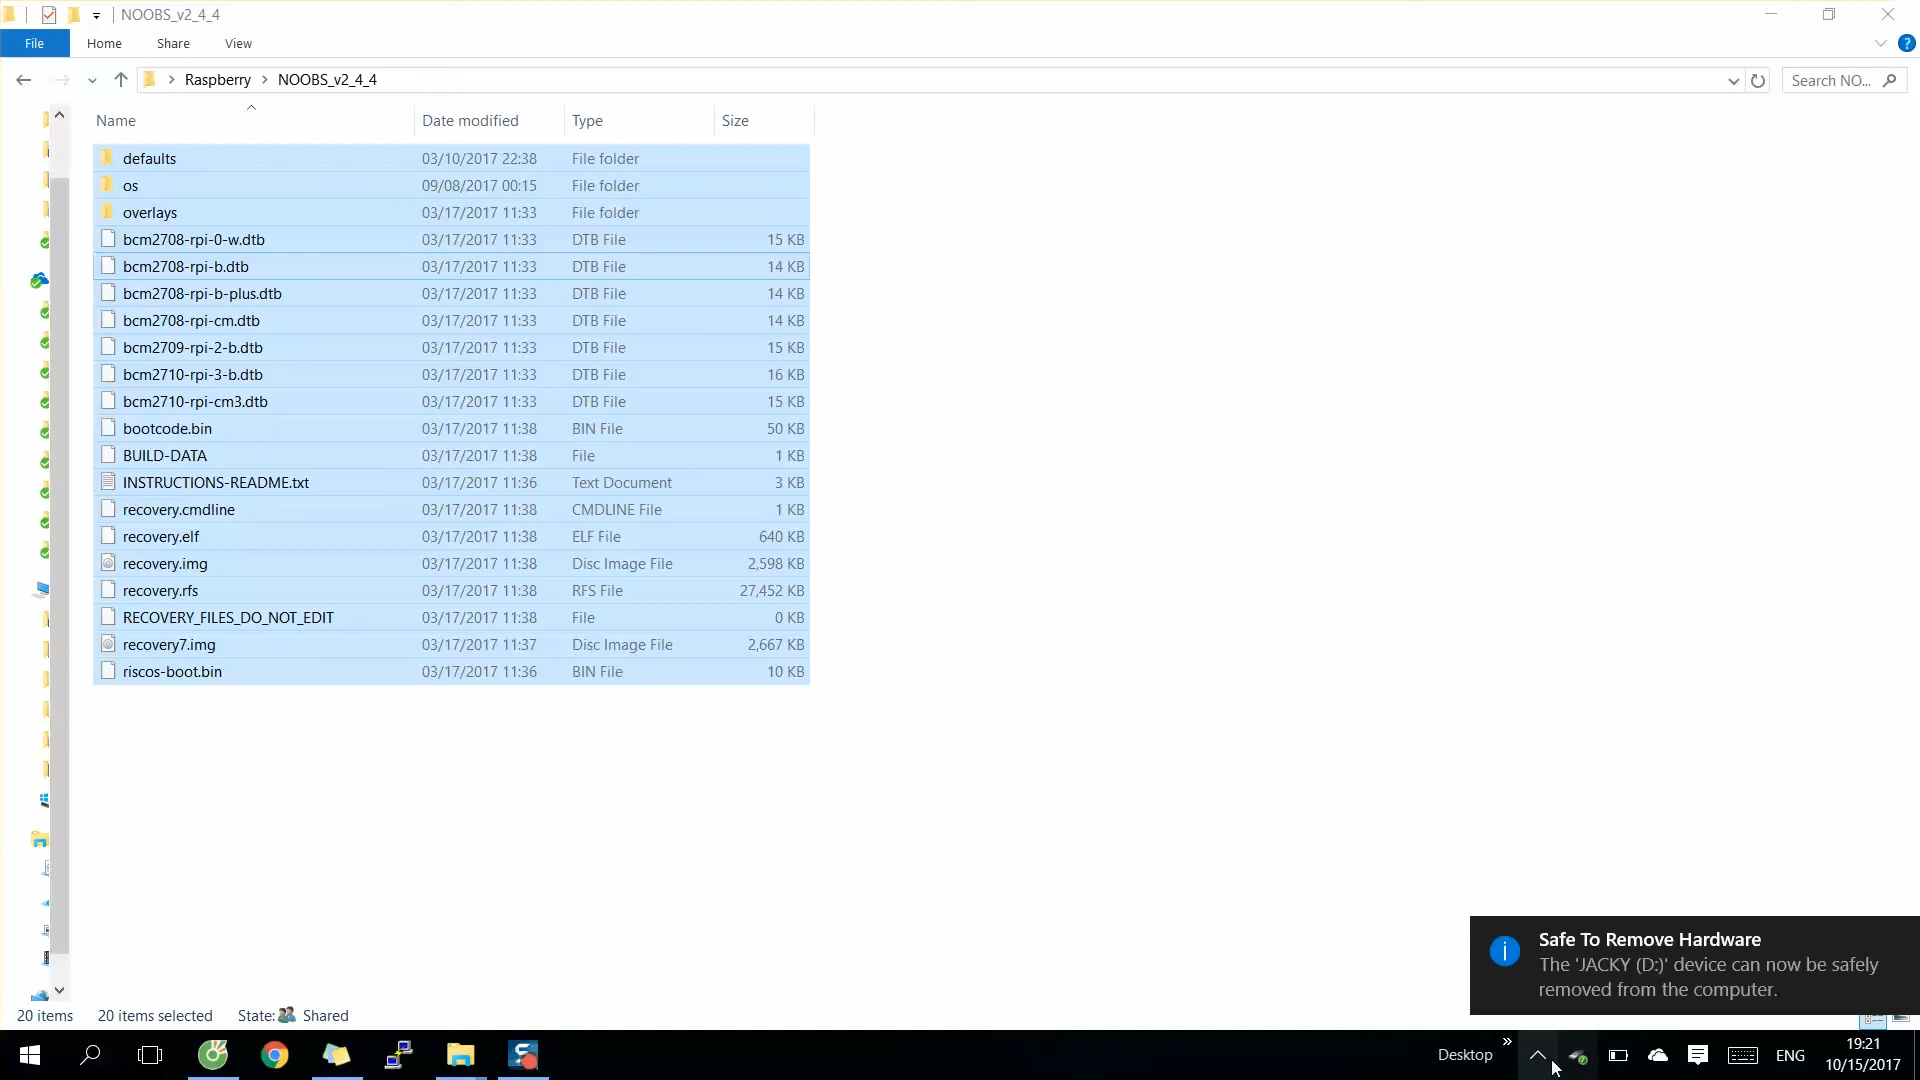 NOOBS_v2_4_4
File Home Share View
Raspberry NOOBS_v2_4_4 Search NO...
Name Date modified Type Size
defaults 03/10/2017 22:38 File folder
os 09/08/2017 00:15 File folder
overlays 03/17/2017 11:33 File folder
bcm2708-rpi-0-w.dtb 03/17/2017 11:33 DTB File 15 KB
bcm2708-rpi-b.dtb 03/17/2017 11:33 DTB File 14 KB
bcm2708-rpi-b-plus.dtb 03/17/2017 11:33 DTB File 14 KB
bcm2708-rpi-cm.dtb 03/17/2017 11:33 DTB File 14 KB
bcm2709-rpi-2-b.dtb 03/17/2017 11:33 DTB File 15 KB
bcm2710-rpi-3-b.dtb 03/17/2017 11:33 DTB File 16 KB
bcm2710-rpi-cm3.dtb 03/17/2017 11:33 DTB File 15 KB
bootcode.bin 03/17/2017 11:38 BIN File 50 KB
BUILD-DATA 03/17/2017 11:38 File 1 KB
INSTRUCTIONS-README.txt 03/17/2017 11:36 Text Document 3 KB
recovery.cmdline 03/17/2017 11:38 CMDLINE File 1 KB
recovery.elf 03/17/2017 11:38 ELF File 640 KB
recovery.img 03/17/2017 11:38 Disc Image File 2,598 KB
recovery.rfs 03/17/2017 11:38 RFS File 27,452 KB
RECOVERY_FILES_DO_NOT_EDIT 03/17/2017 11:38 File 0 KB
recovery7.img 03/17/2017 11:37 Disc Image File 2,667 KB
riscos-boot.bin 03/17/2017 11:36 BIN File 10 KB
Safe To Remove Hardware
The 'JACKY (D:)' device can now be safely
removed from the computer.
20 items 20 items selected State: Shared
Desktop » ENG 19:21
10/15/2017